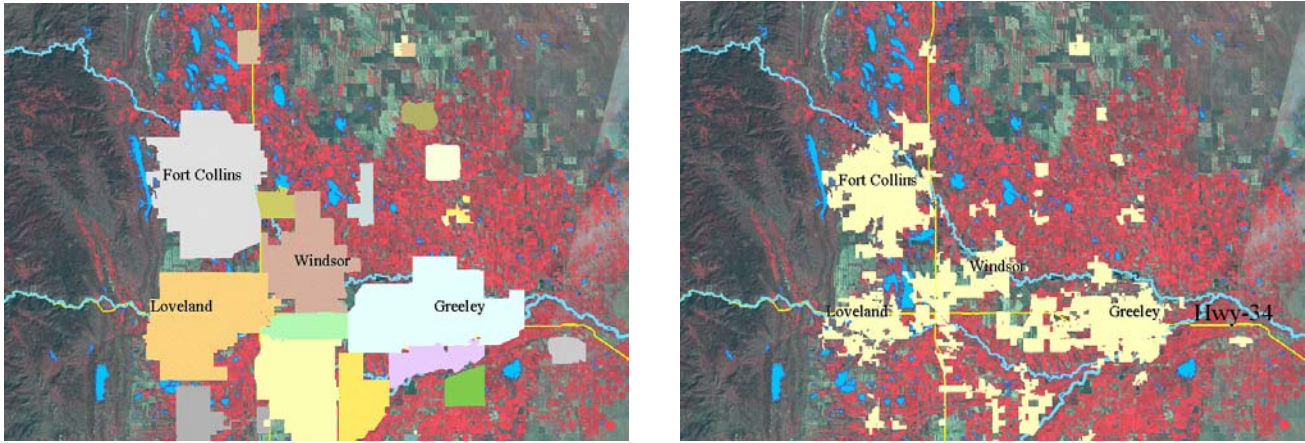 Fort Collins
Windsor
Loveland
Greeley
Fort Collins
Windsor
Loveland
Greeley
Hwy-34